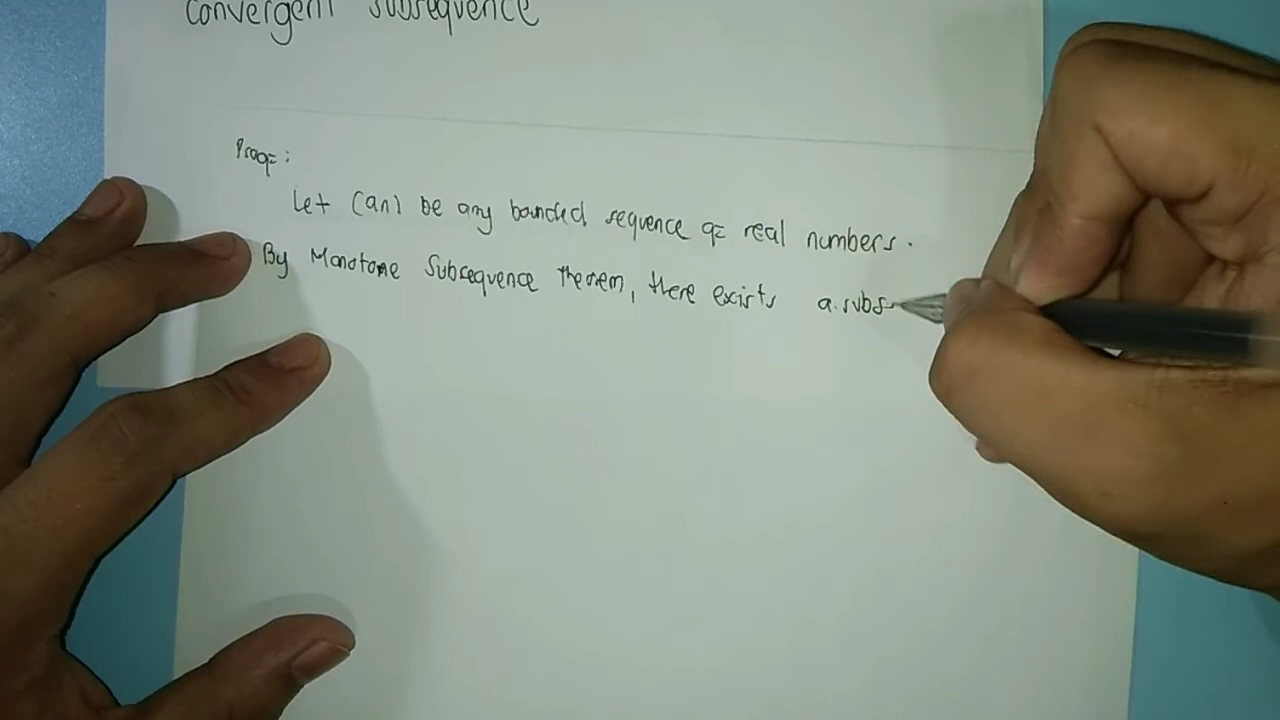 convergent subsequence
Proof:
Let (an) be any bounded sequence of real numbers.
By Monotone Subsequence Theorem, there exists a subs